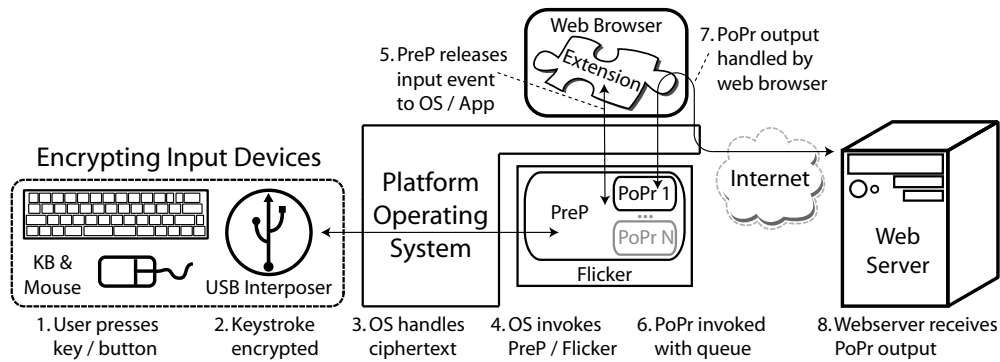 Web Browser
Extension
5. PreP releases
input event
to OS / App
7. PoPr output
handled by
web browser
Encrypting Input Devices
KB &
Mouse
USB Interposer
Platform
Operating
System
PreP
PoPr 1
...
PoPr N
Flicker
Internet
Web
Server
1. User presses
key / button
2. Keystroke
encrypted
3. OS handles
ciphertext
4. OS invokes
PreP / Flicker
6. PoPr invoked
with queue
8. Webserver receives
PoPr output